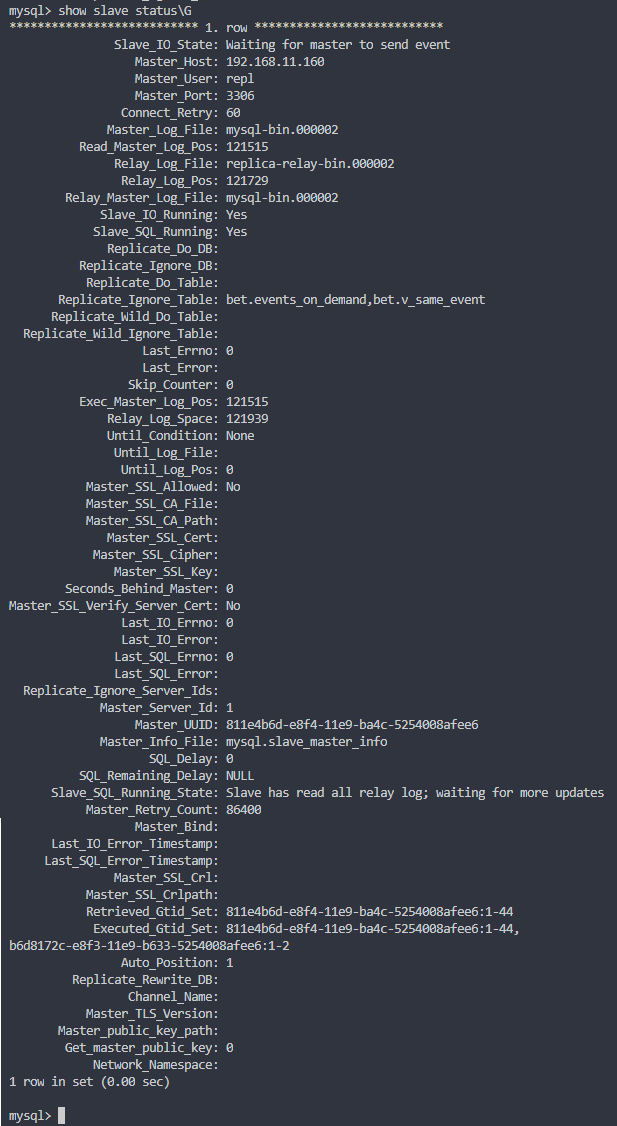 mysql> show slave status\G
*************************** 1. row ***************************
Slave_IO_State: Waiting for master to send event
Master_Host: 192.168.11.160
Master_User: repl
Master_Port: 3306
Connect_Retry: 60
Master_Log_File: mysql-bin.000002
Read_Master_Log_Pos: 121515
Relay_Log_File: replica-relay-bin.000002
Relay_Log_Pos: 121729
Relay_Master_Log_File: mysql-bin.000002
Slave_IO_Running: Yes
Slave_SQL_Running: Yes
Replicate_Do_DB:
Replicate_Ignore_DB:
Replicate_Do_Table:
Replicate_Ignore_Table: bet.events_on_demand,bet.v_same_event
Replicate_Wild_Do_Table:
Replicate_Wild_Ignore_Table:
Last_Errno: 0
Last_Error:
Skip_Counter: 0
Exec_Master_Log_Pos: 121515
Relay_Log_Space: 121939
Until_Condition: None
Until_Log_File:
Until_Log_Pos: 0
Master_SSL_Allowed: No
Master_SSL_CA_File:
Master_SSL_CA_Path:
Master_SSL_Cert:
Master_SSL_Cipher:
Master_SSL_Key:
Seconds_Behind_Master: 0
Master_SSL_Verify_Server_Cert: No
Last_IO_Errno: 0
Last_IO_Error:
Last_SQL_Errno: 0
Last_SQL_Error:
Replicate_Ignore_Server_Ids:
Master_Server_Id: 1
Master_UUID: 811e4b6d-e8f4-11e9-ba4c-5254008afee6
Master_Info_File: mysql.slave_master_info
SQL_Delay: 0
SQL_Remaining_Delay: NULL
Slave_SQL_Running_State: Slave has read all relay log; waiting for more updates
Master_Retry_Count: 86400
Master_Bind:
Last_IO_Error_Timestamp:
Last_SQL_Error_Timestamp:
Master_SSL_Crl:
Master_SSL_Crlpath:
Retrieved_Gtid_Set: 811e4b6d-e8f4-11e9-ba4c-5254008afee6:1-44
Executed_Gtid_Set: 811e4b6d-e8f4-11e9-ba4c-5254008afee6:1-44,
b6d8172c-e8f3-11e9-b633-5254008afee6:1-2
Auto_Position: 1
Replicate_Rewrite_DB:
Channel_Name:
Master_TLS_Version:
Master_public_key_path:
Get_master_public_key: 0
Network_Namespace:
1 row in set (0.00 sec)
mysql>